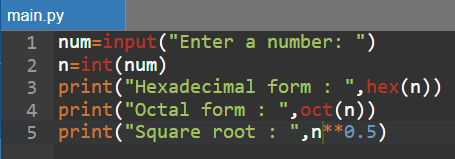 main.py
1 num=input("Enter a number: ")
2 n=int(num)
3 print("Hexadecimal form : ",hex(n))
4 print("Octal form : ",oct(n))
5 print("Square root : ",n**0.5)